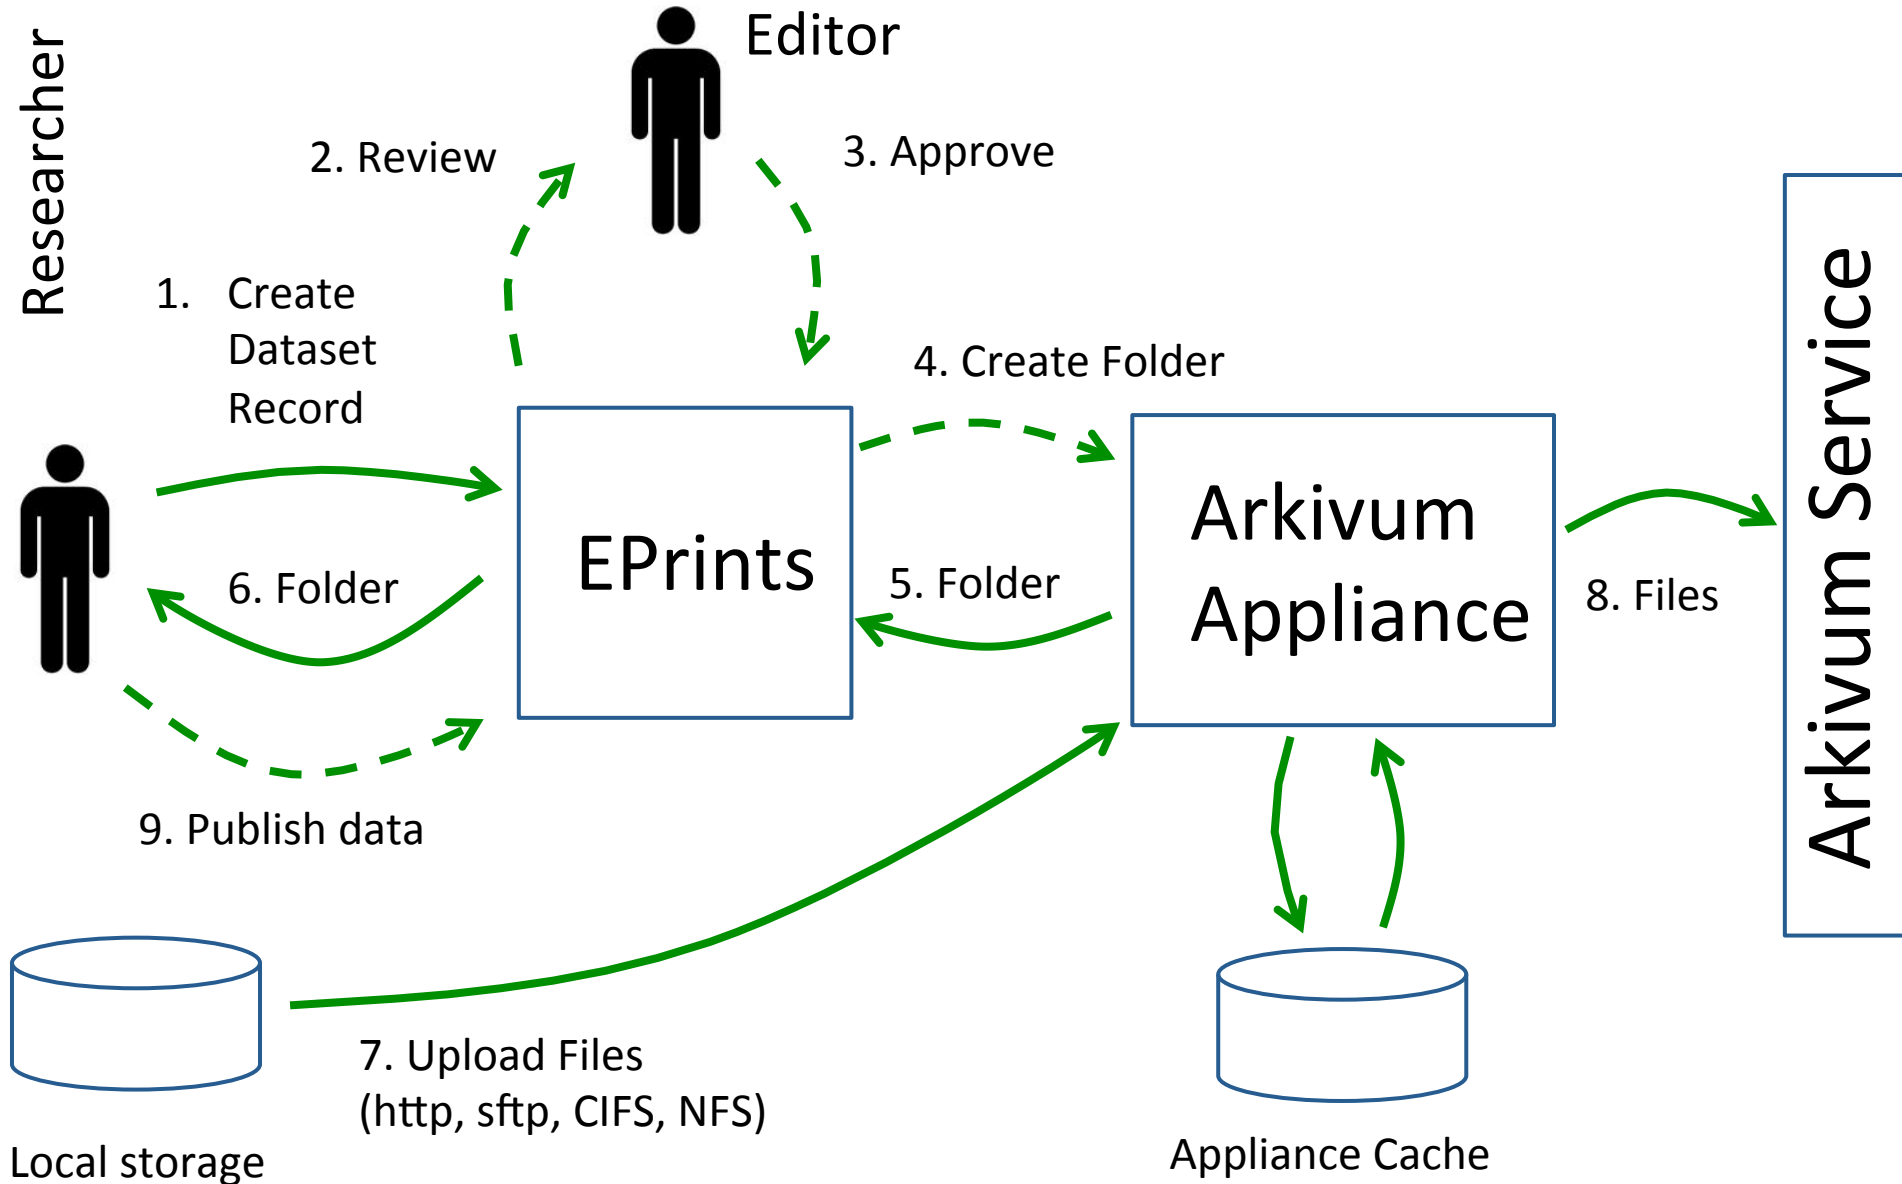 Researcher
Editor
2. Review
3. Approve
1. Create
Dataset
Record
4. Create Folder
EPrints
Arkivum
Appliance
Arkivum Service
6. Folder
5. Folder
8. Files
9. Publish data
7. Upload Files
(http, sftp, CIFS, NFS)
Local storage
Appliance Cache